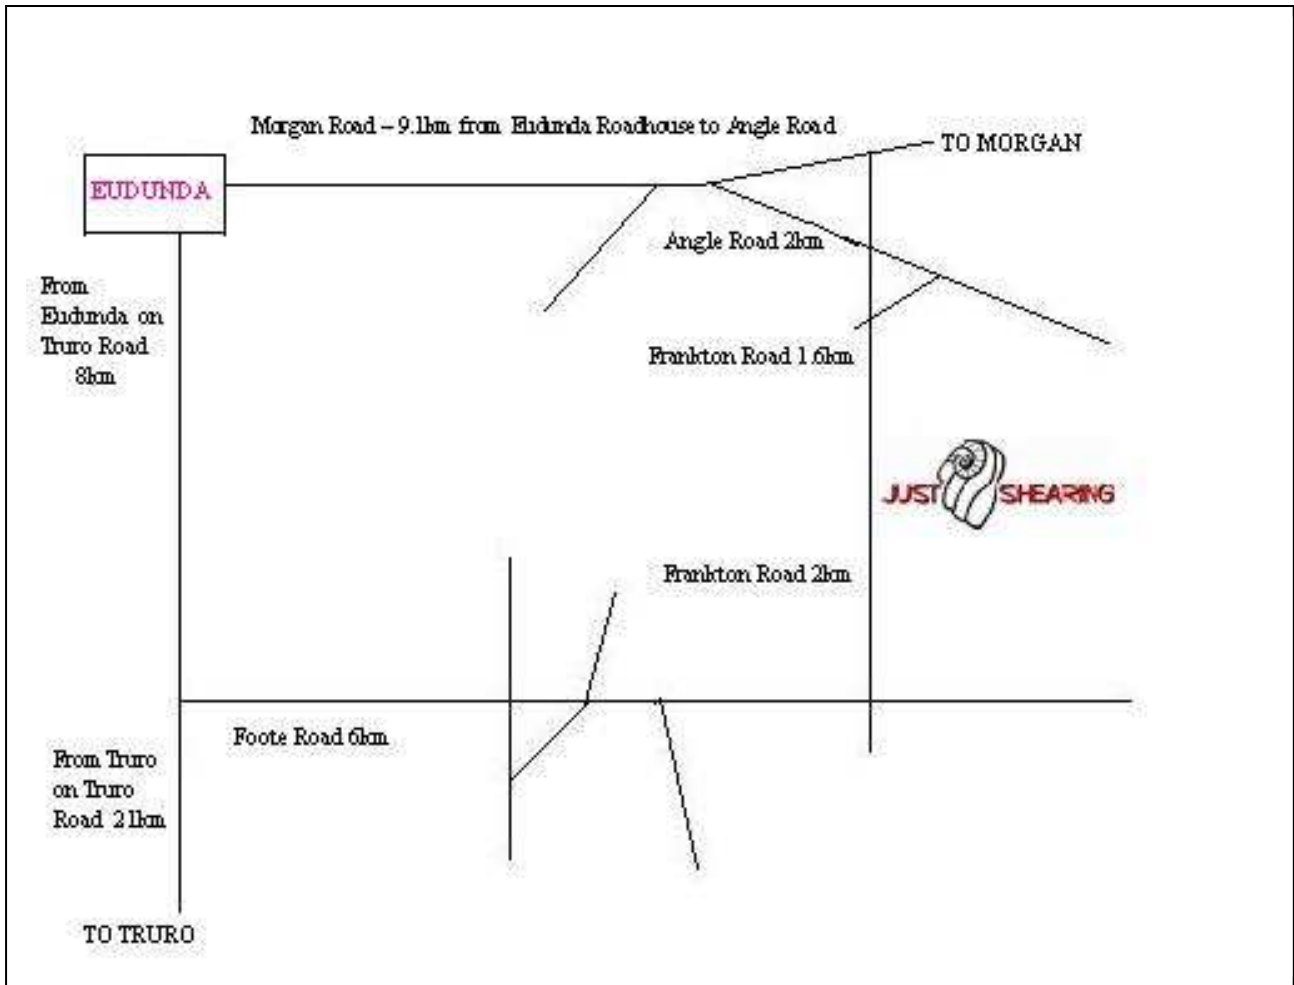 Morgan Road – 9.1km from Eudunda Roadhouse to Angle Road
TO MORGAN
EUDUNDA
Angle Road 2km
From
Eudunda on
Truro Road
8km
Frankton Road 1.6km
JUST SHEARING
Frankton Road 2km
Foote Road 6km
From Truro
on Truro
Road 21km
TO TRURO